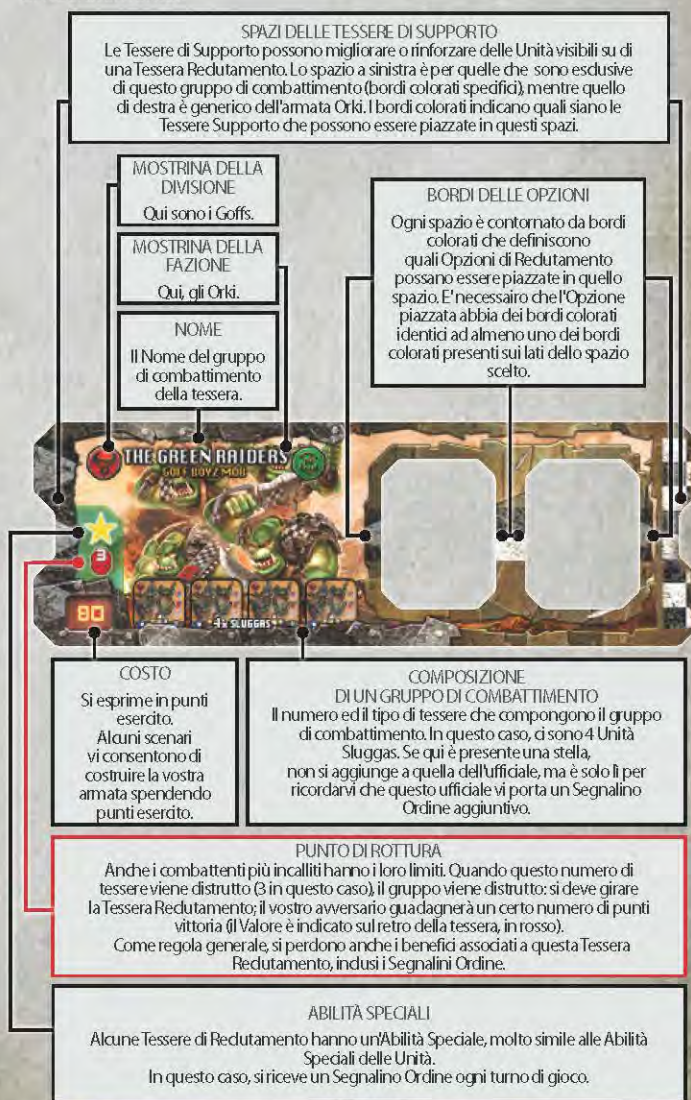 SPAZI DELLE TESSERE DI SUPPORTO
Le Tessere di Supporto possono migliorare o rinforzare delle Unità visibili su di
una Tessera Reclutamento. Lo spazio a sinistra è per quelle che sono esclusive
di questo gruppo di combattimento (bordi colorati specifici), mentre quello
di destra è generico dell'armata Orki. I bordi colorati indicano quali siano le
Tessere Supporto che possono essere piazzate in questi spazi.
MOSTRINA DELLA
DIVISIONE
Qui sono i Goffs.
MOSTRINA DELLA
FAZIONE
Qui, gli Orki.
NOME
Il Nome del gruppo
di combattimento
della tessera.
BORDI DELLE OPZIONI
Ogni spazio è contornato da bordi
colorati che definiscono
quali Opzioni di Reclutamento
possano essere piazzate in quello
spazio. E' necessairo che l'Opzione
piazzata abbia dei bordi colorati
identici ad almeno uno dei bordi
colorati presenti sui lati dello spazio
scelto.
THE GREEN RAIDERS
GOFF BOYZ MOB
3
80
4x SLUGGAS
COSTO
Si esprime in punti
esercito.
Alcuni scenari
vi consentono di
costruire la vostra
armata spendendo
punti esercito.
COMPOSIZIONE
DI UN GRUPPO DI COMBATTIMENTO
Il numero ed il tipo di tessere che compongono il gruppo
di combattimento. In questo caso, ci sono 4 Unità
Sluggas. Se qui è presente una stella,
non si aggiunge a quella dell'ufficiale, ma è solo lì per
ricordarvi che questo ufficiale vi porta un Segnalino
Ordine aggiuntivo.
PUNTO DI ROTTURA
Anche i combattenti più incalliti hanno i loro limiti. Quando questo numero di
tessere viene distrutto (3 in questo caso), il gruppo viene distrutto: si deve girare
la Tessera Reclutamento; il vostro avversario guadagnerà un certo numero di punti
vittoria (il Valore è indicato sul retro della tessera, in rosso).
Come regola generale, si perdono anche i benefici associati a questa Tessera
Reclutamento, inclusi i Segnalini Ordine.
ABILITÀ SPECIALI
Alcune Tessere di Reclutamento hanno un'Abilità Speciale, molto simile alle Abilità
Speciali delle Unità.
In questo caso, si riceve un Segnalino Ordine ogni turno di gioco.